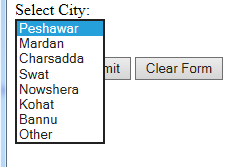 Select City:
Peshawar
Mardan
Charsadda
Swat
Nowshera
Kohat
Bannu
Other
Clear Form